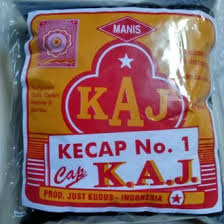 MANIS
KAJ
KECAP No. 1
Cap K.A.J.
PROD. JUST KUDUS - INDONESIA